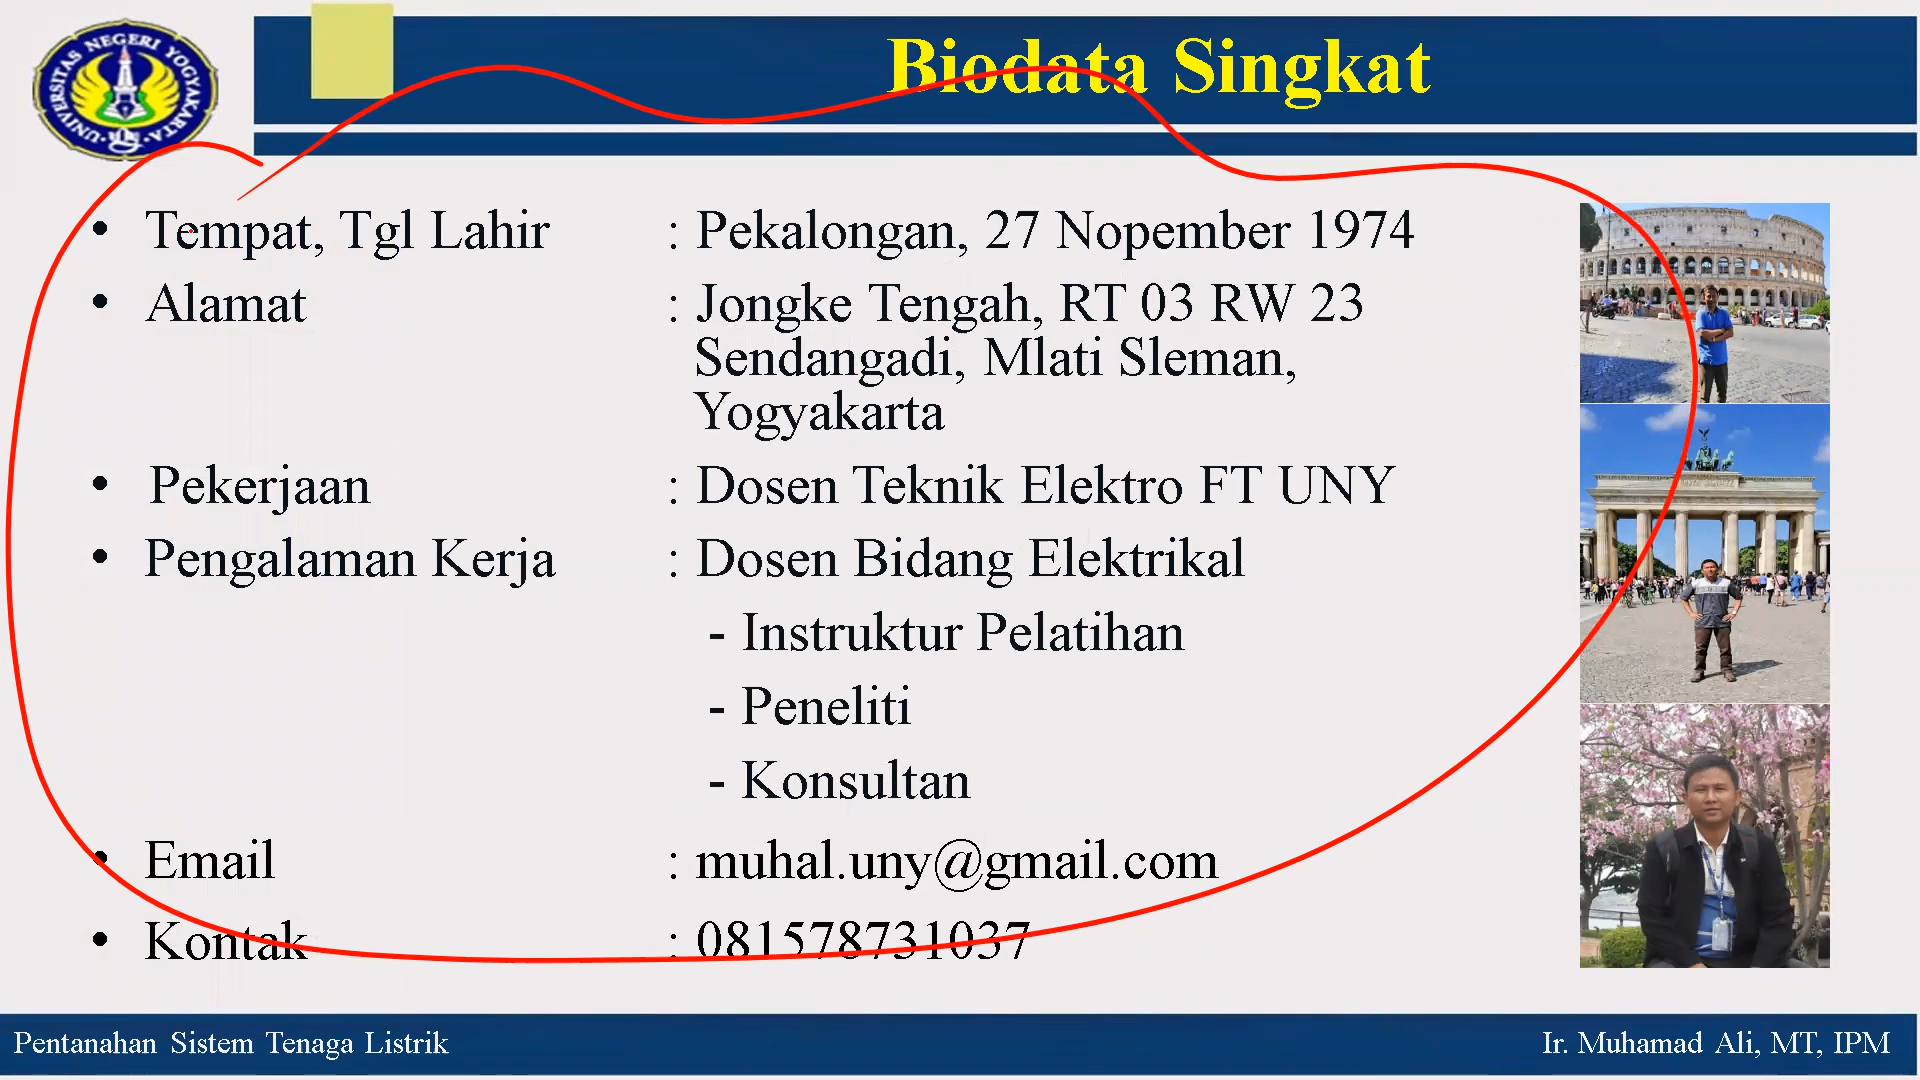 UNIVERSITAS NEGERI YOGYAKARTA
Biodata Singkat
• Tempat, Tgl Lahir : Pekalongan, 27 Nopember 1974
• Alamat : Jongke Tengah, RT 03 RW 23
Sendangadi, Mlati Sleman,
Yogyakarta
• Pekerjaan : Dosen Teknik Elektro FT UNY
• Pengalaman Kerja : Dosen Bidang Elektrikal
- Instruktur Pelatihan
- Peneliti
- Konsultan
• Email : muhal.uny@gmail.com
• Kontak : 081578731037
Pentanahan Sistem Tenaga Listrik
Ir. Muhamad Ali, MT, IPM